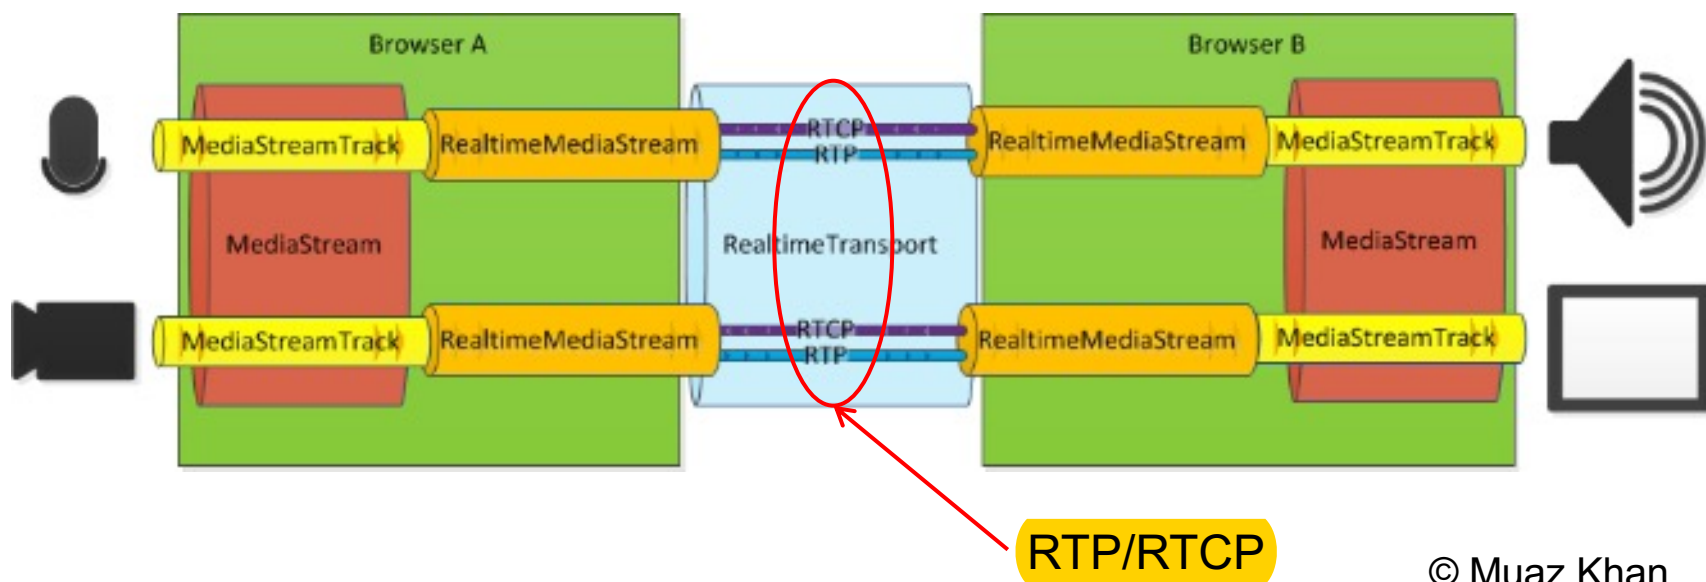 Browser A
Browser B
RTCP
MediaStreamTrack RealtimeMediaStream RTP RealtimeMediaStream MediaStreamTrack
MediaStream RealtimeTransport MediaStream
RTCP
MediaStreamTrack RealtimeMediaStream RTP RealtimeMediaStream MediaStreamTrack
RTP/RTCP
© Muaz Khan